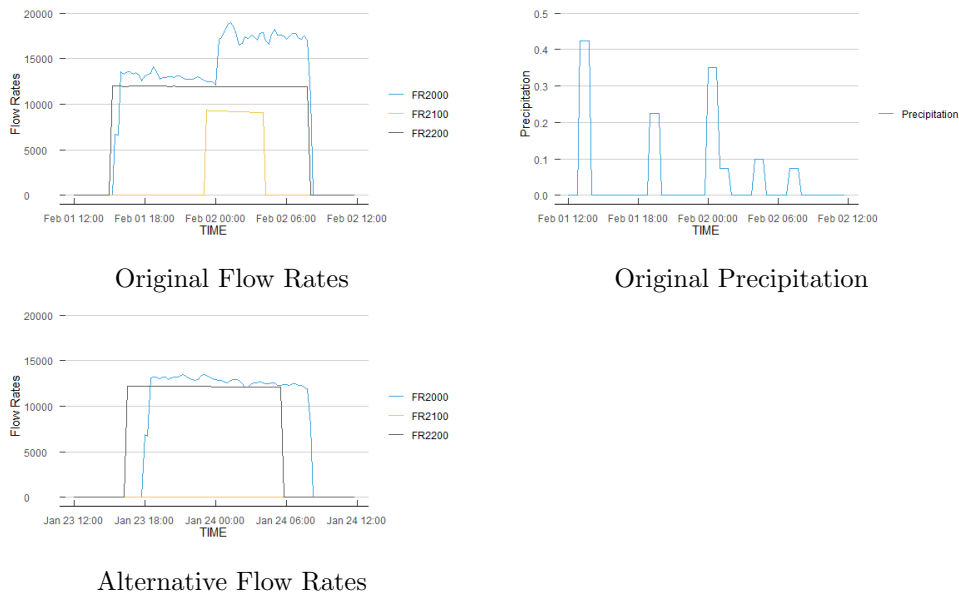 20000
15000
10000
5000
0
Flow Rates
Feb 01 12:00 Feb 01 18:00 Feb 02 00:00 Feb 02 06:00 Feb 02 12:00
TIME
FR2000
FR2100
FR2200
Original Flow Rates
0.5
0.4
0.3
0.2
0.1
0.0
Precipitation
Feb 01 12:00 Feb 01 18:00 Feb 02 00:00 Feb 02 06:00 Feb 02 12:00
TIME
Precipitation
Original Precipitation
20000
15000
10000
5000
0
Flow Rates
Jan 23 12:00 Jan 23 18:00 Jan 24 00:00 Jan 24 06:00 Jan 24 12:00
TIME
FR2000
FR2100
FR2200
Alternative Flow Rates